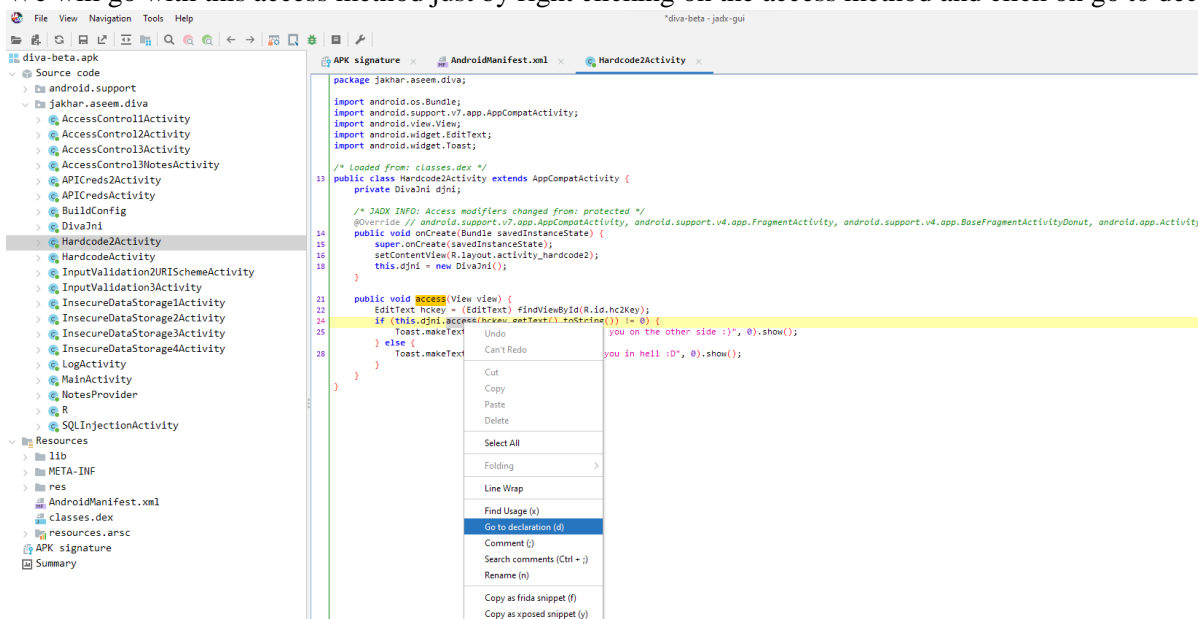 File View Navigation Tools Help
*diva-beta - jadx-gui
diva-beta.apk
Source code
android.support
jakhar.aseem.diva
AccessControl1Activity
AccessControl2Activity
AccessControl3Activity
AccessControl3NotesActivity
APICreds2Activity
APICredsActivity
BuildConfig
DivaJni
Hardcode2Activity
HardcodeActivity
InputValidation2URISchemeActivity
InputValidation3Activity
InsecureDataStorage1Activity
InsecureDataStorage2Activity
InsecureDataStorage3Activity
InsecureDataStorage4Activity
LogActivity
MainActivity
NotesProvider
R
SQLInjectionActivity
Resources
lib
META-INF
res
AndroidManifest.xml
classes.dex
resources.arsc
APK signature
Summary
APK signature
AndroidManifest.xml
Hardcode2Activity
package jakhar.aseem.diva;
import android.os.Bundle;
import android.support.v7.app.AppCompatActivity;
import android.view.View;
import android.widget.EditText;
import android.widget.Toast;
/* loaded from: classes.dex */
13 public class Hardcode2Activity extends AppCompatActivity {
private DivaJni djni;
/* JADX INFO: Access modifiers changed from: protected */
@Override // android.support.v7.app.AppCompatActivity, android.support.v4.app.FragmentActivity, android.support.v4.app.BaseFragmentActivityDonut, android.app.Activity
14 public void onCreate(Bundle savedInstanceState) {
15 super.onCreate(savedInstanceState);
16 setContentView(R.layout.activity_hardcode2);
18 this.djni = new DivaJni();
}
21 public void access(View view) {
22 EditText hckey = (EditText) findViewById(R.id.hc2Key);
24 if (this.djni.access(hckey.getText().toString()) != 0) {
25 Toast.makeText you on the other side :)", 0).show();
} else {
28 Toast.makeText you in hell :D", 0).show();
}
}
}
Undo
Can't Redo
Cut
Copy
Paste
Delete
Select All
Folding
Line Wrap
Find Usage (x)
Go to declaration (d)
Comment (;)
Search comments (Ctrl + ;)
Rename (n)
Copy as frida snippet (f)
Copy as xposed snippet (y)